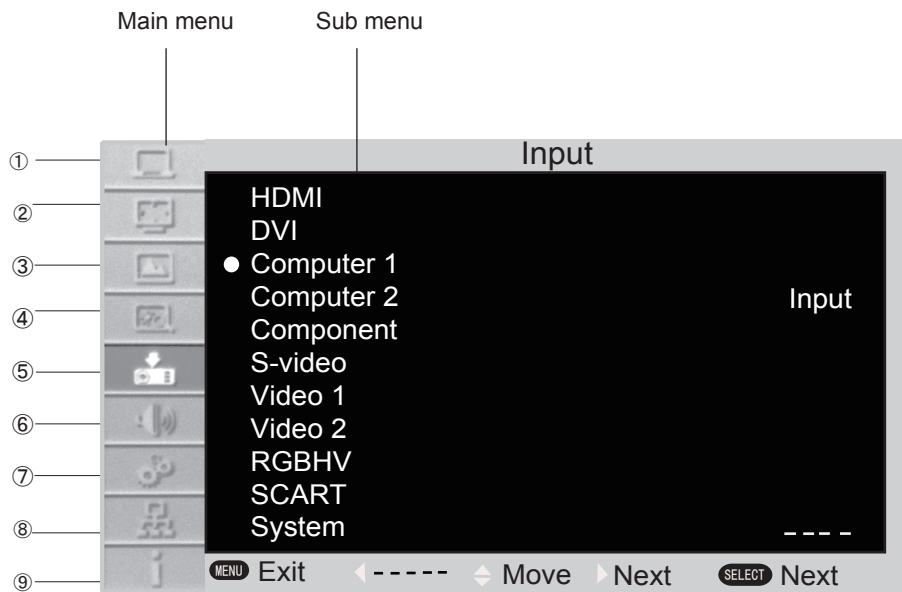 Main menu Sub menu
① Input
② HDMI
DVI
③ Computer 1
Computer 2 Input
④ Component
⑤ S-video
Video 1
⑥ Video 2
⑦ RGBHV
SCART
⑧ System ----
⑨ MENU Exit ----- Move Next SELECT Next